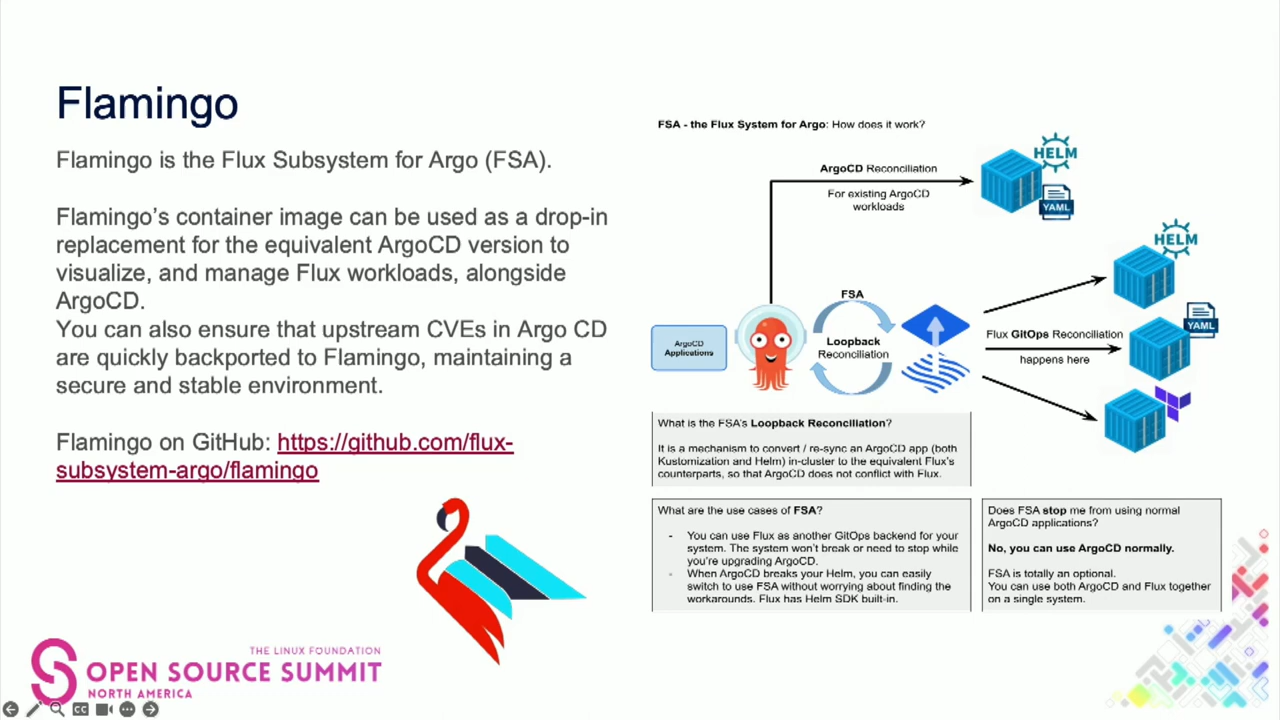 Flamingo
Flamingo is the Flux Subsystem for Argo (FSA).
Flamingo's container image can be used as a drop-in
replacement for the equivalent ArgoCD version to
visualize, and manage Flux workloads, alongside
ArgoCD.
You can also ensure that upstream CVEs in Argo CD
are quickly backported to Flamingo, maintaining a
secure and stable environment.
Flamingo on GitHub: https://github.com/flux-
subsystem-argo/flamingo
FSA - the Flux System for Argo: How does it work?
ArgoCD Reconciliation
For existing ArgoCD
workloads
HELM
YAML
HELM
FSA
ArgoCD
Applications
Loopback
Reconciliation
Flux GitOps Reconciliation
happens here
YAML
What is the FSA's Loopback Reconciliation?
It is a mechanism to convert / re-sync an ArgoCD app (both
Kustomization and Helm) in-cluster to the equivalent Flux's
counterparts, so that ArgoCD does not conflict with Flux.
What are the use cases of FSA?
- You can use Flux as another GitOps backend for your
system. The system won't break or need to stop while
you're upgrading ArgoCD.
- When ArgoCD breaks your Helm, you can easily
switch to use FSA without worrying about finding the
workarounds. Flux has Helm SDK built-in.
Does FSA stop me from using normal
ArgoCD applications?
No, you can use ArgoCD normally.
FSA is totally an optional.
You can use both ArgoCD and Flux together
on a single system.
THE LINUX FOUNDATION
OPEN SOURCE SUMMIT
NORTH AMERICA
CC